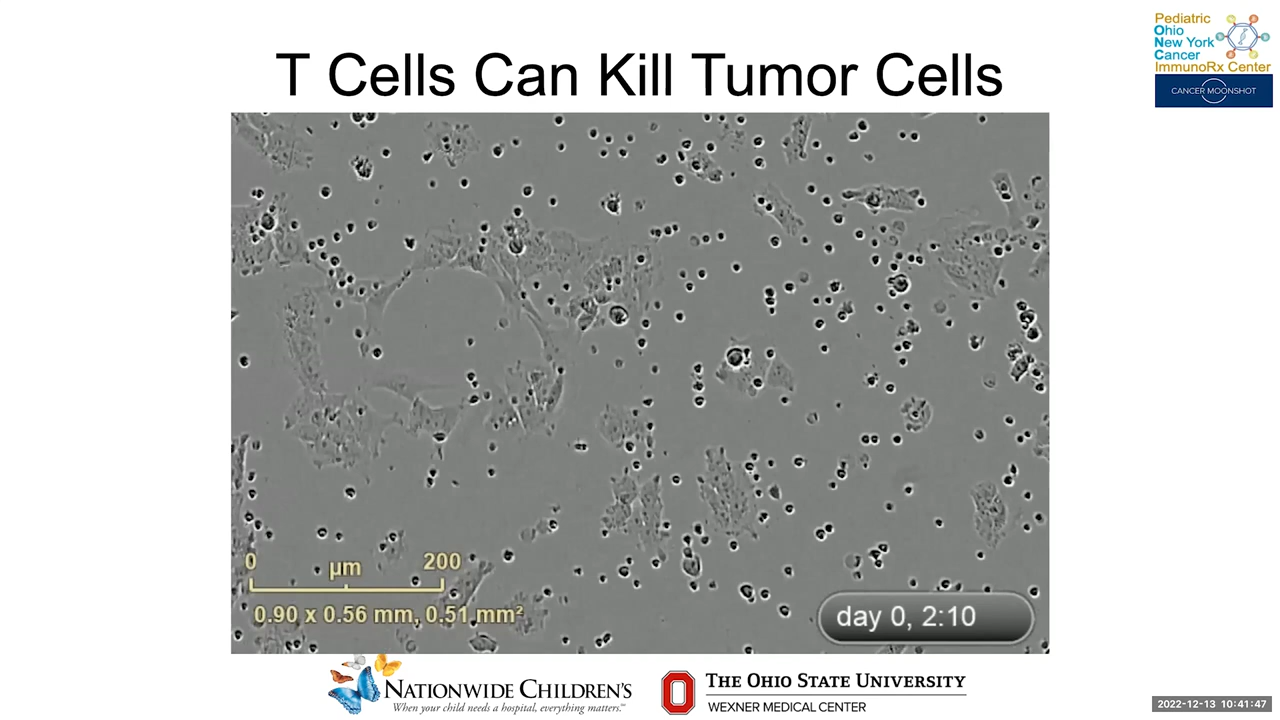 T Cells Can Kill Tumor Cells
Pediatric
Ohio
New York
Cancer
ImmunoRx Center
CANCER MOONSHOT
0 µm 200
0.90 x 0.56 mm, 0.51 mm²
day 0, 2:10
NATIONWIDE CHILDREN'S
When your child needs a hospital, everything matters.℠
THE OHIO STATE UNIVERSITY
WEXNER MEDICAL CENTER
2022-12-13 10:41:47